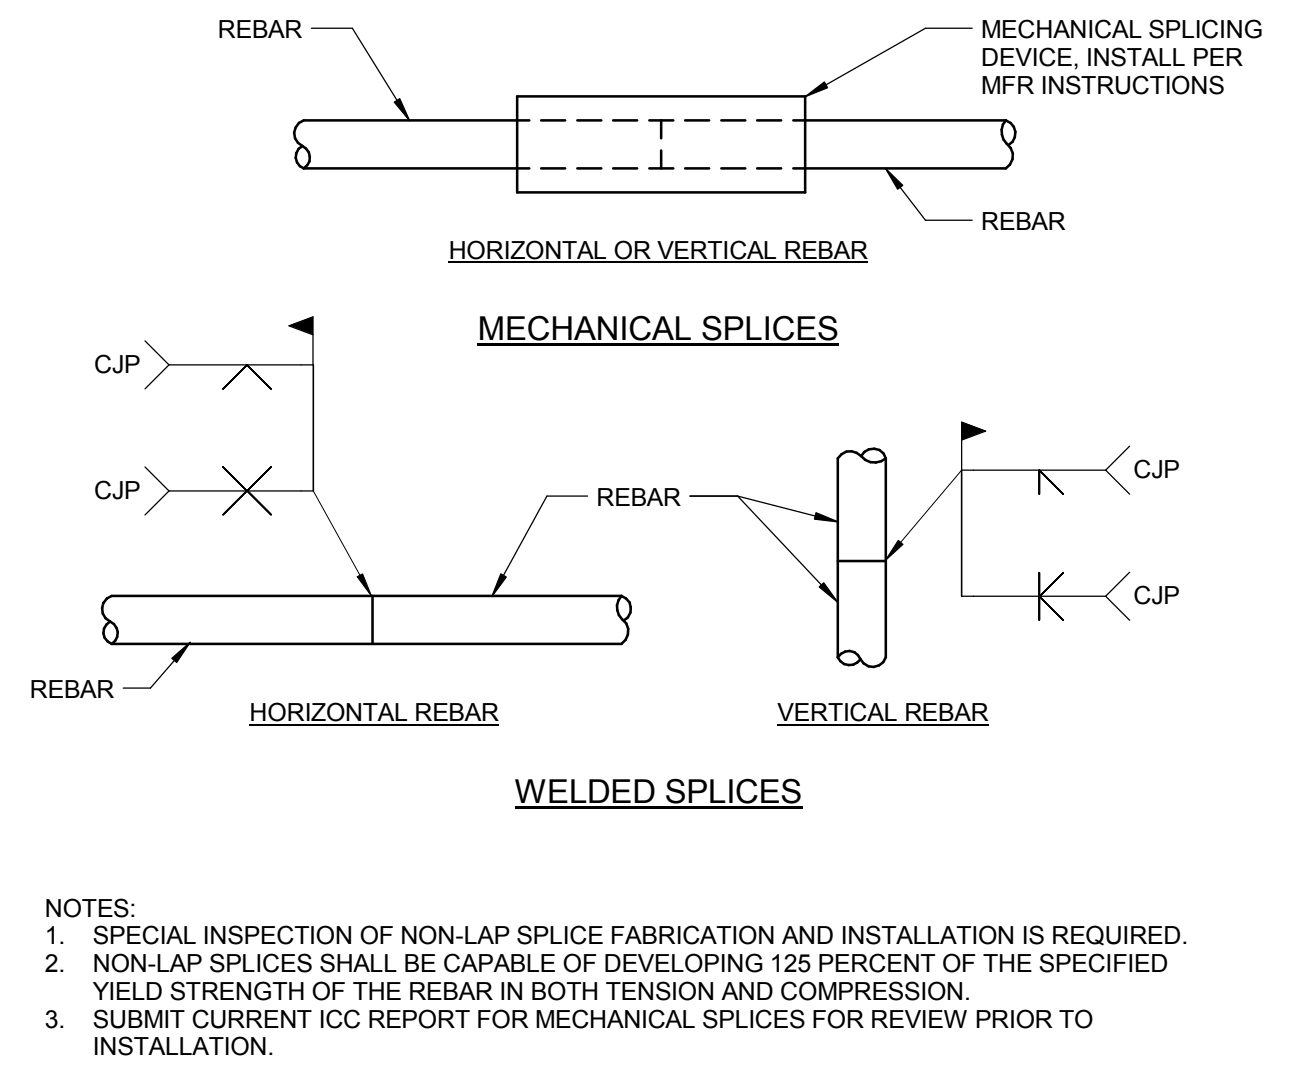 REBAR
MECHANICAL SPLICING
DEVICE, INSTALL PER
MFR INSTRUCTIONS
REBAR
HORIZONTAL OR VERTICAL REBAR
MECHANICAL SPLICES
CJP
CJP
REBAR
CJP
CJP
REBAR
HORIZONTAL REBAR
VERTICAL REBAR
WELDED SPLICES
NOTES:
1. SPECIAL INSPECTION OF NON-LAP SPLICE FABRICATION AND INSTALLATION IS REQUIRED.
2. NON-LAP SPLICES SHALL BE CAPABLE OF DEVELOPING 125 PERCENT OF THE SPECIFIED
YIELD STRENGTH OF THE REBAR IN BOTH TENSION AND COMPRESSION.
3. SUBMIT CURRENT ICC REPORT FOR MECHANICAL SPLICES FOR REVIEW PRIOR TO
INSTALLATION.